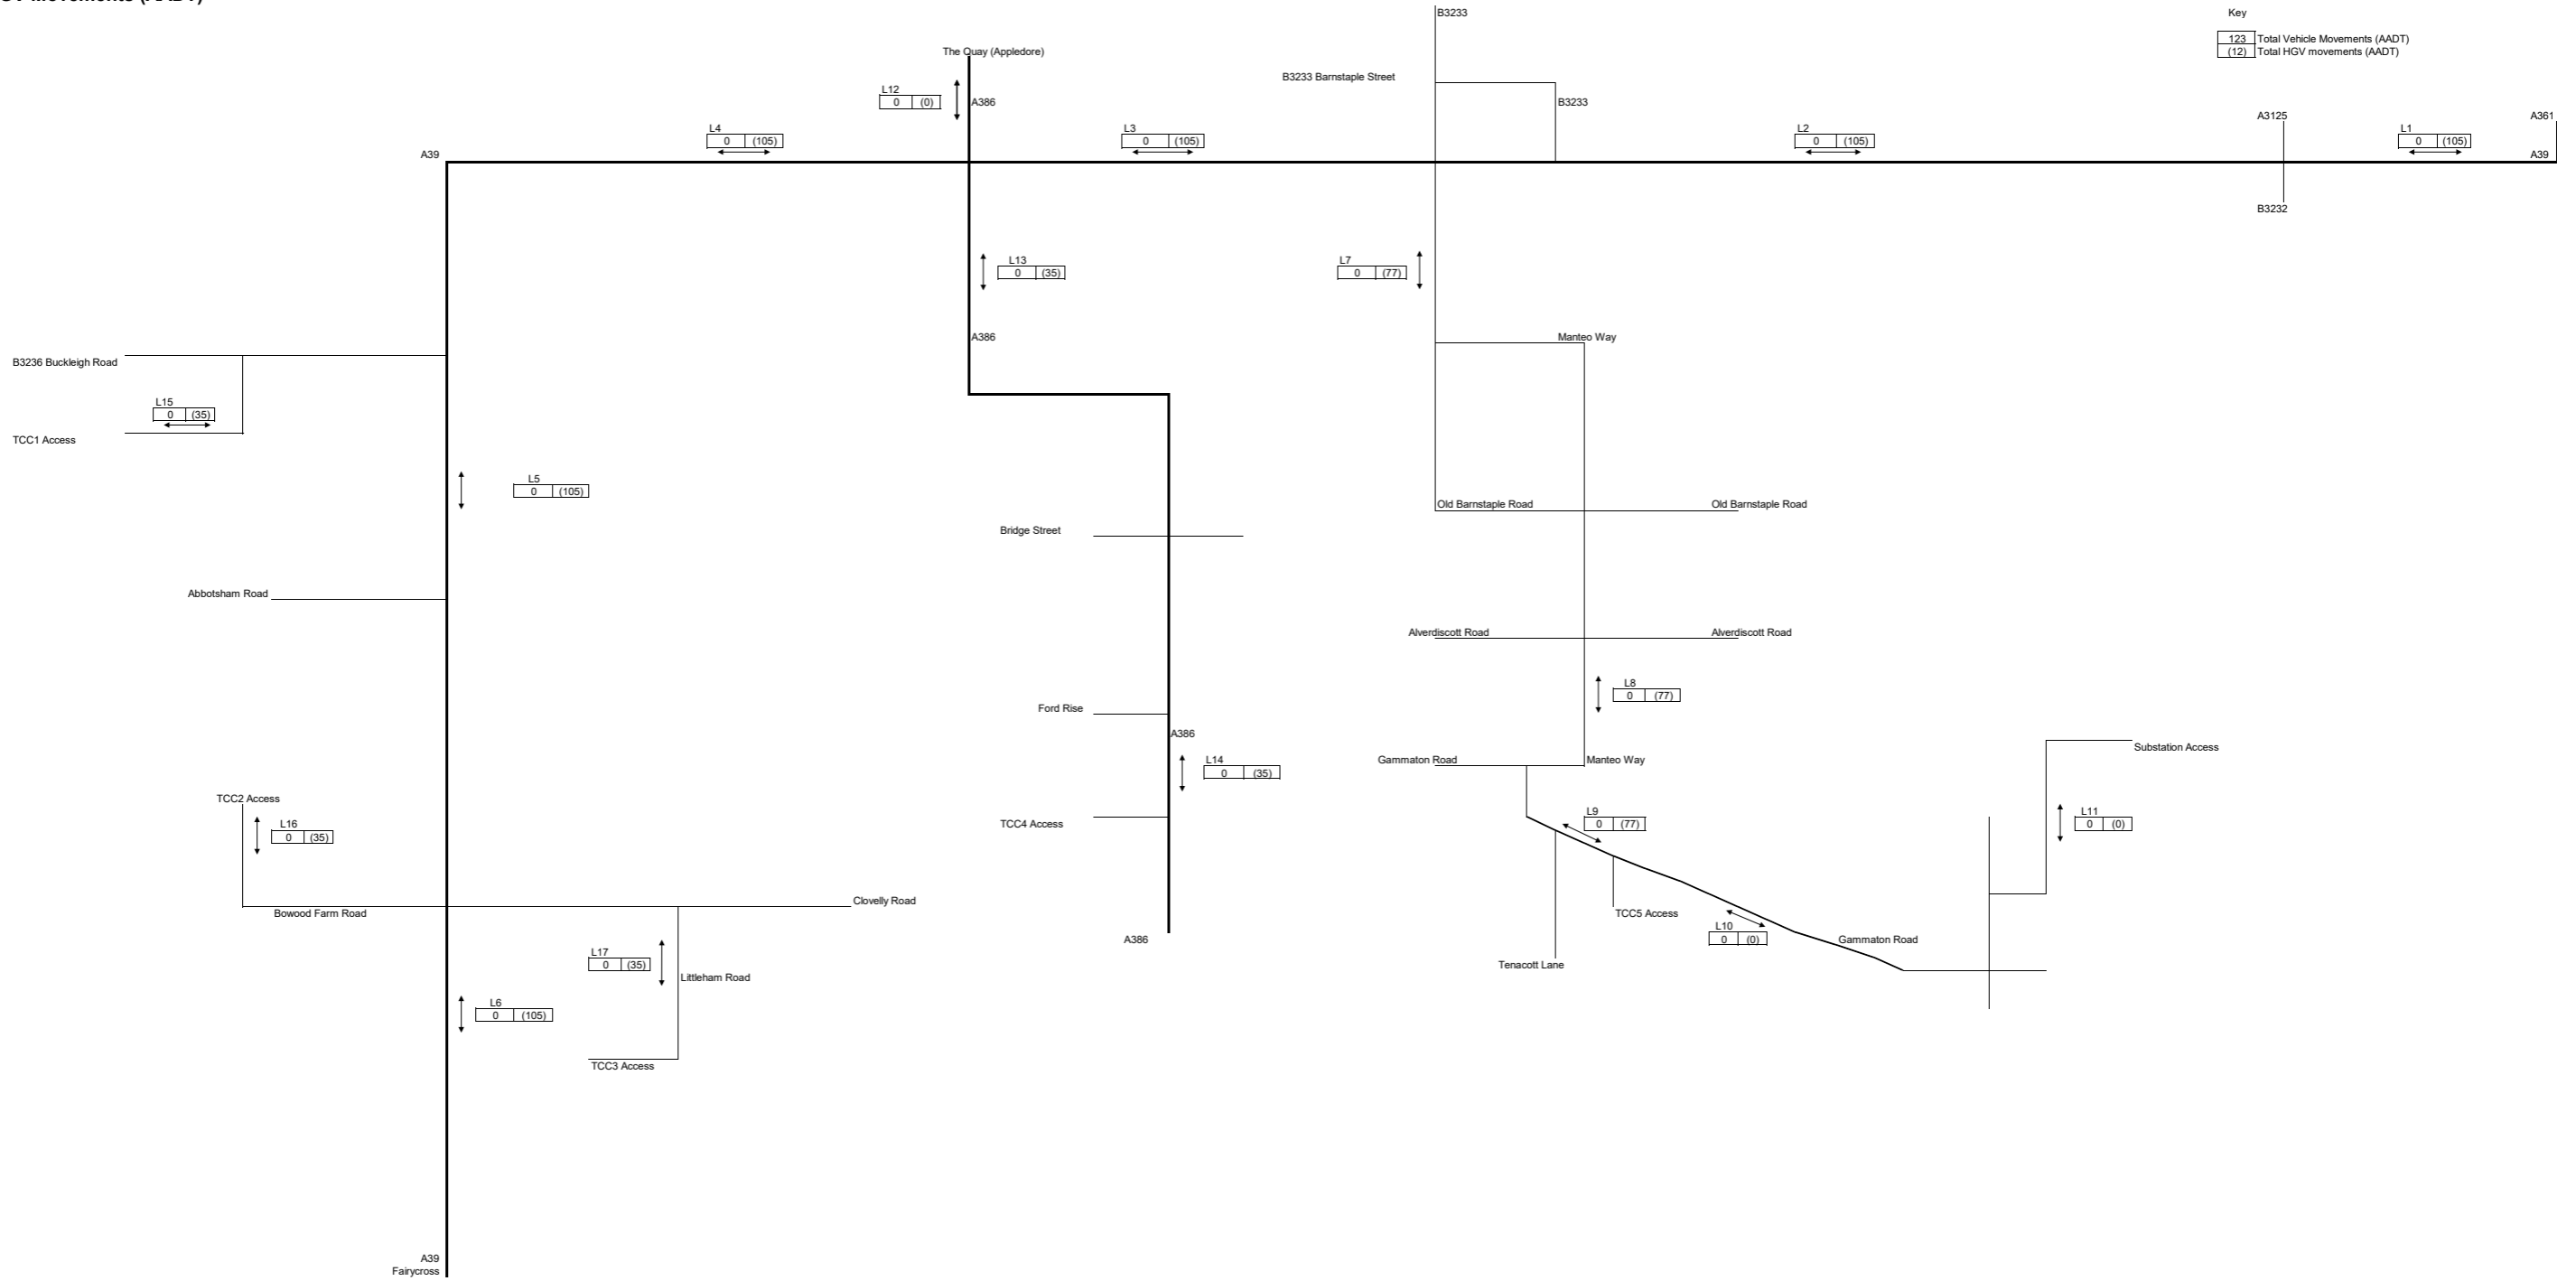 B3233
Key
123 Total Vehicle Movements (AADT)
(12) Total HGV movements (AADT)
The Quay (Appledore)
B3233 Barnstaple Street
L12
0 (0)
A386
B3233
A3125
A361
L4
0 (105)
L3
0 (105)
L2
0 (105)
L1
0 (105)
A39
A39
B3232
L13
0 (35)
L7
0 (77)
A386
Manteo Way
B3236 Buckleigh Road
L15
0 (35)
TCC1 Access
L5
0 (105)
Old Barnstaple Road
Old Barnstaple Road
Bridge Street
Abbotsham Road
Alverdiscott Road
Alverdiscott Road
L8
0 (77)
Ford Rise
A386
Substation Access
L14
0 (35)
Gammaton Road
Manteo Way
TCC2 Access
L16
0 (35)
TCC4 Access
L9
0 (77)
L11
0 (0)
Clovelly Road
Bowood Farm Road
TCC5 Access
L10
0 (0)
A386
Gammaton Road
L17
0 (35)
Littleham Road
Tenacott Lane
L6
0 (105)
TCC3 Access
A39
Fairycross